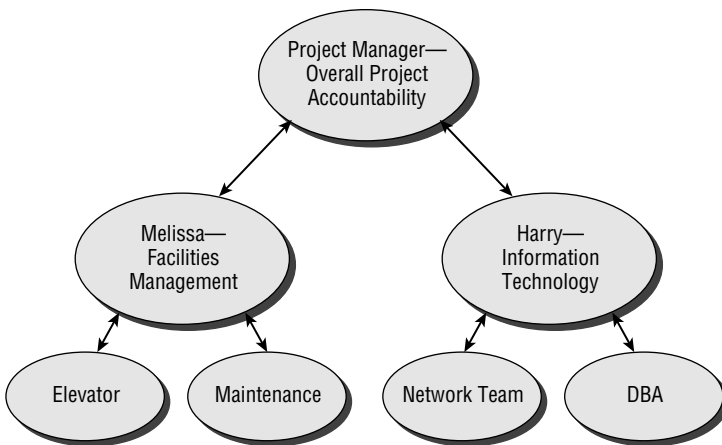 Project Manager—
Overall Project
Accountability
Melissa—
Facilities
Management
Harry—
Information
Technology
Elevator
Maintenance
Network Team
DBA